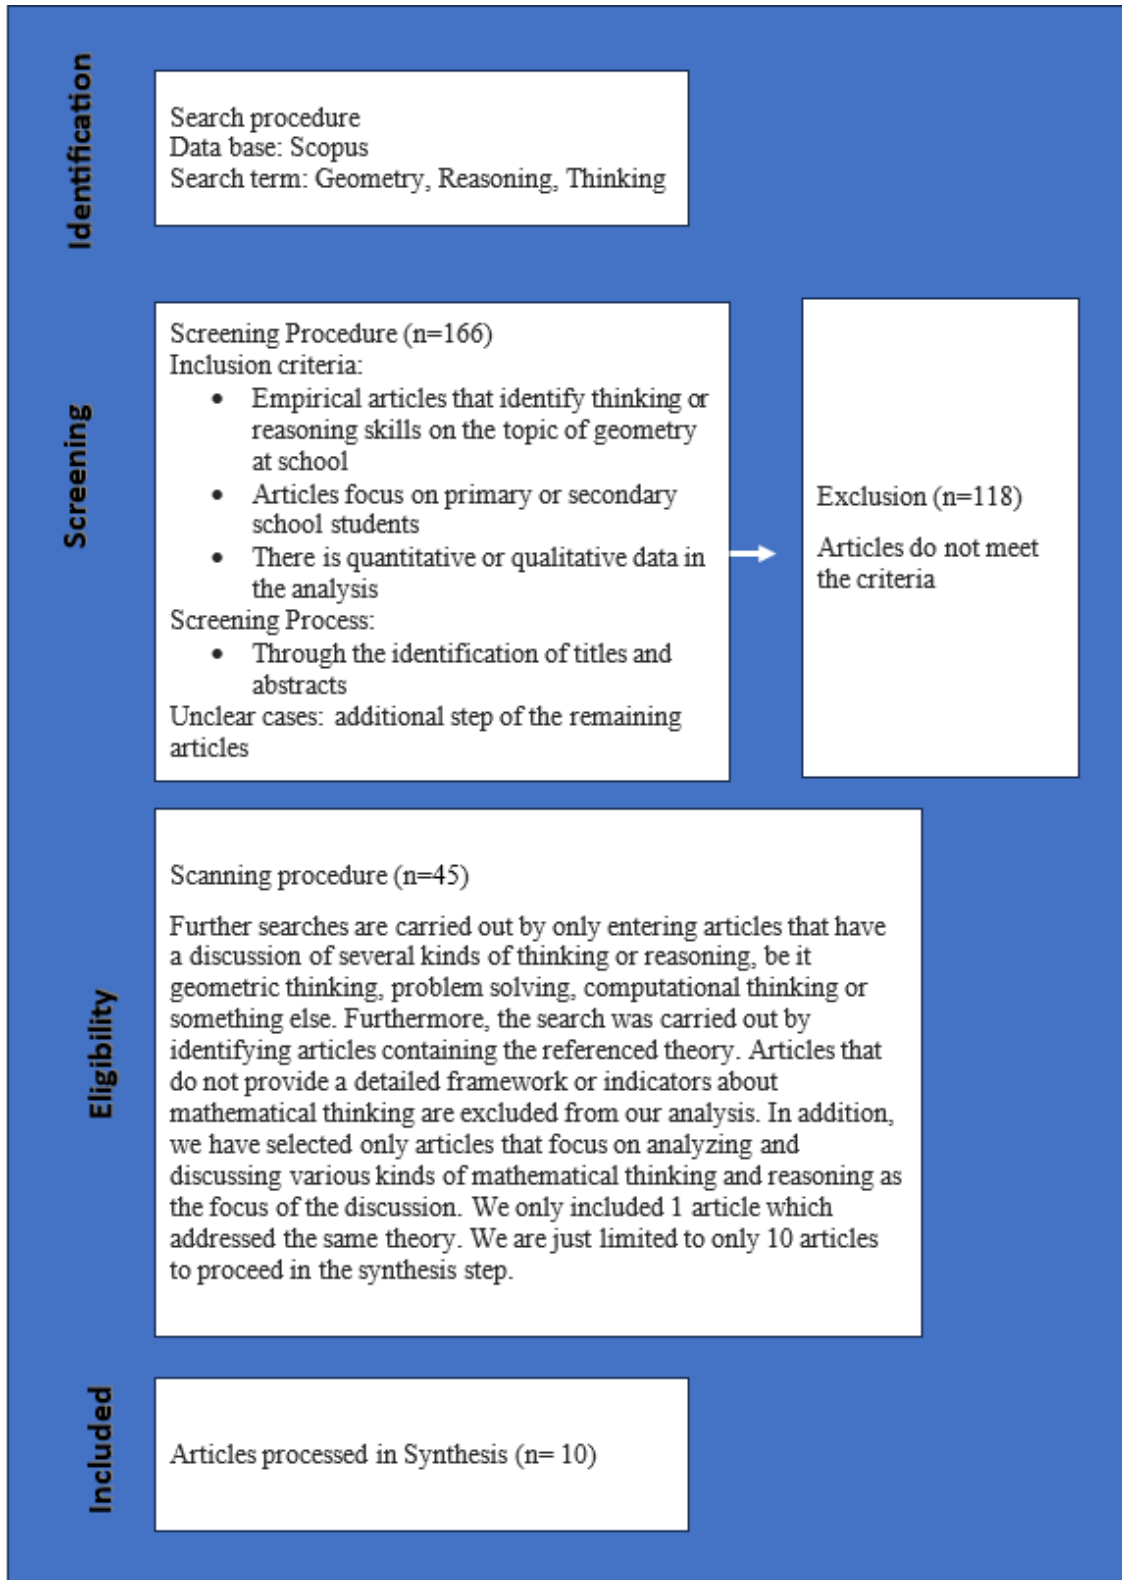 Identification
Search procedure
Data base: Scopus
Search term: Geometry, Reasoning, Thinking
Screening
Screening Procedure (n=166)
Inclusion criteria:
• Empirical articles that identify thinking or
reasoning skills on the topic of geometry
at school
• Articles focus on primary or secondary
school students
• There is quantitative or qualitative data in
the analysis
Screening Process:
• Through the identification of titles and
abstracts
Unclear cases: additional step of the remaining
articles
Exclusion (n=118)
Articles do not meet
the criteria
Eligibility
Scanning procedure (n=45)
Further searches are carried out by only entering articles that have
a discussion of several kinds of thinking or reasoning, be it
geometric thinking, problem solving, computational thinking or
something else. Furthermore, the search was carried out by
identifying articles containing the referenced theory. Articles that
do not provide a detailed framework or indicators about
mathematical thinking are excluded from our analysis. In addition,
we have selected only articles that focus on analyzing and
discussing various kinds of mathematical thinking and reasoning as
the focus of the discussion. We only included 1 article which
addressed the same theory. We are just limited to only 10 articles
to proceed in the synthesis step.
Included
Articles processed in Synthesis (n= 10)